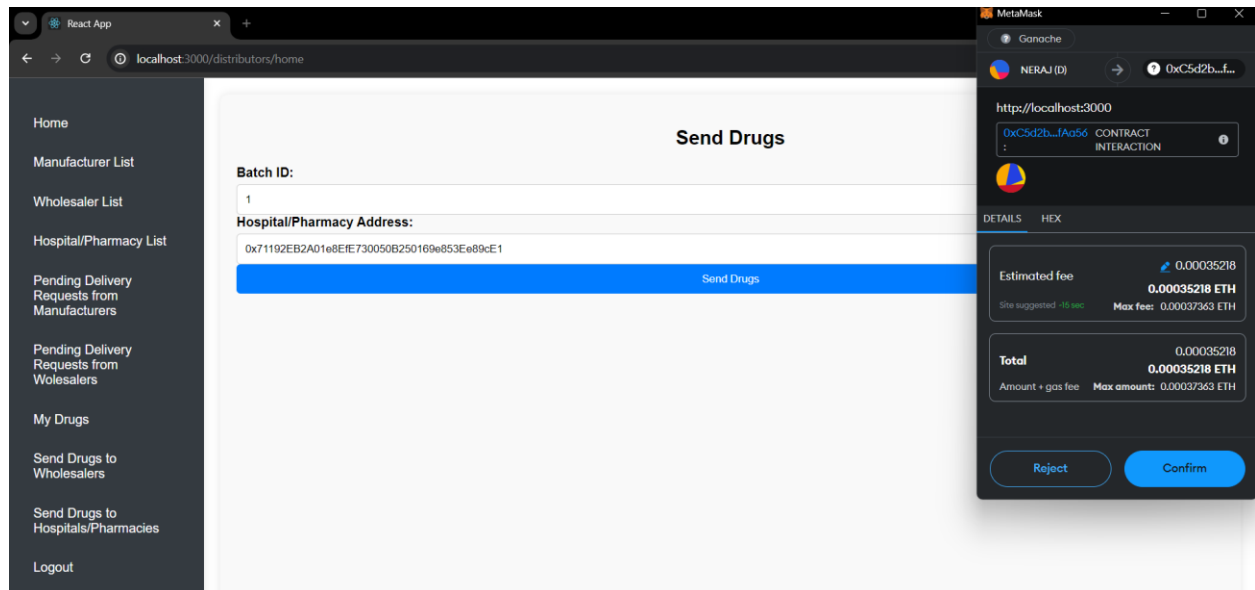 React App
localhost:3000/distributors/home
Home
Manufacturer List
Wholesaler List
Hospital/Pharmacy List
Pending Delivery
Requests from
Manufacturers
Pending Delivery
Requests from
Wolesalers
My Drugs
Send Drugs to
Wholesalers
Send Drugs to
Hospitals/Pharmacies
Logout
Send Drugs
Batch ID:
1
Hospital/Pharmacy Address:
0x71192EB2A01e8EfE730050B250169e853Ee89cE1
Send Drugs
MetaMask
Ganache
NERAJ (D)
0xC5d2b...f...
http://localhost:3000
0xC5d2b...fAa56 CONTRACT
: INTERACTION
DETAILS HEX
Estimated fee 0.00035218
0.00035218 ETH
Site suggested ~15 sec Max fee: 0.00037363 ETH
Total 0.00035218
0.00035218 ETH
Amount + gas fee Max amount: 0.00037363 ETH
Reject Confirm